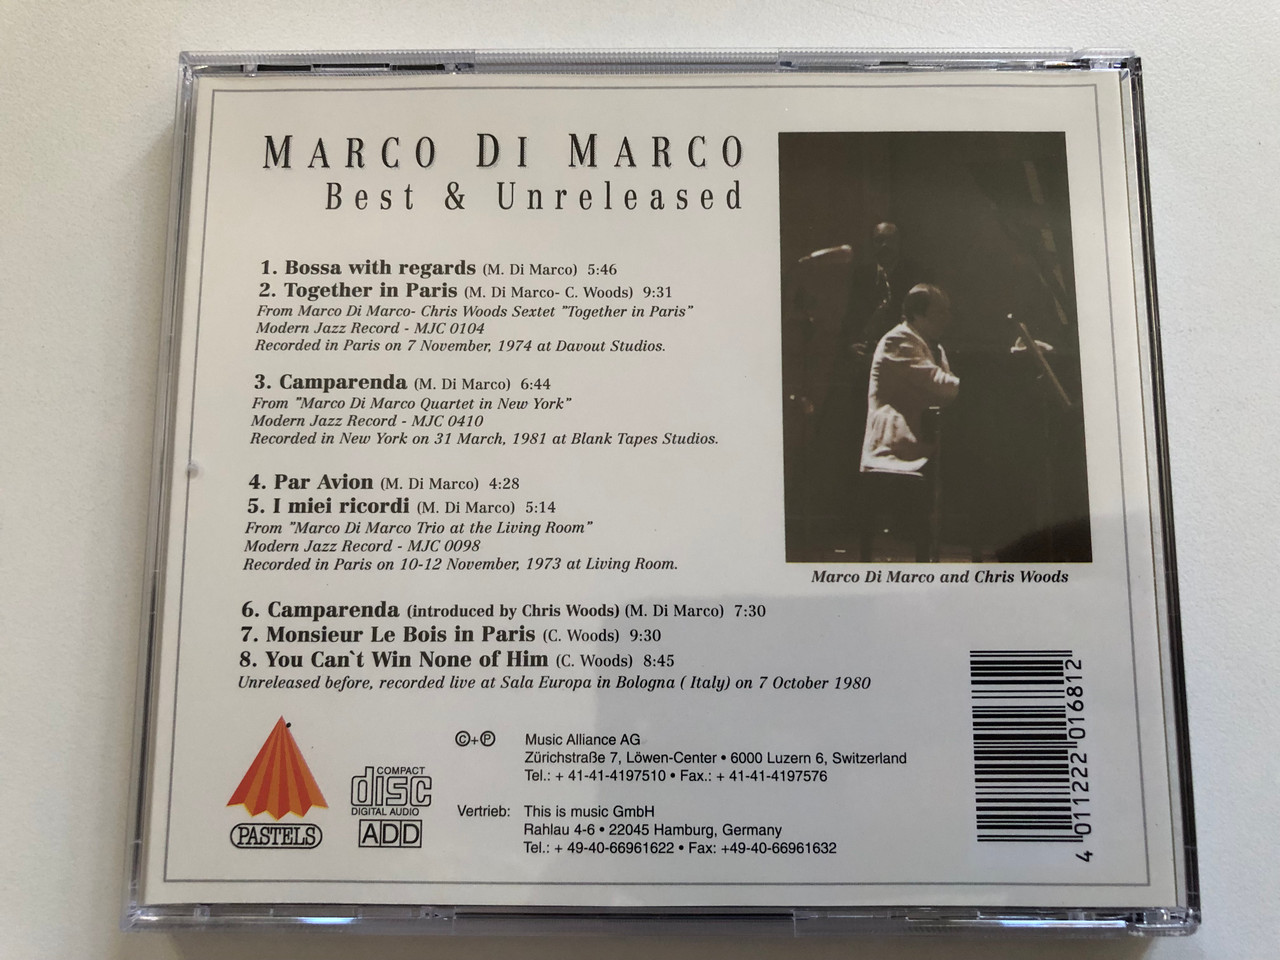 MARCO DI MARCO
Best & Unreleased
1. Bossa with regards (M. Di Marco) 5:46
2. Together in Paris (M. Di Marco- C. Woods) 9:31
From Marco Di Marco- Chris Woods Sextet "Together in Paris"
Modern Jazz Record - MJC 0104
Recorded in Paris on 7 November, 1974 at Davout Studios.
3. Camparenda (M. Di Marco) 6:44
From "Marco Di Marco Quartet in New York"
Modern Jazz Record - MJC 0410
Recorded in New York on 31 March, 1981 at Blank Tapes Studios.
4. Par Avion (M. Di Marco) 4:28
5. I miei ricordi (M. Di Marco) 5:14
From "Marco Di Marco Trio at the Living Room"
Modern Jazz Record - MJC 0098
Recorded in Paris on 10-12 November, 1973 at Living Room.
6. Camparenda (introduced by Chris Woods) (M. Di Marco) 7:30
7. Monsieur Le Bois in Paris (C. Woods) 9:30
8. You Can`t Win None of Him (C. Woods) 8:45
Unreleased before, recorded live at Sala Europa in Bologna ( Italy) on 7 October 1980
Marco Di Marco and Chris Woods
PASTELS
COMPACT
disc
DIGITAL AUDIO
ADD
©+℗ Music Alliance AG
Zürichstraße 7, Löwen-Center • 6000 Luzern 6, Switzerland
Tel.: + 41-41-4197510 • Fax.: + 41-41-4197576
Vertrieb: This is music GmbH
Rahlau 4-6 • 22045 Hamburg, Germany
Tel.: + 49-40-66961622 • Fax: +49-40-66961632
4 011222 016812